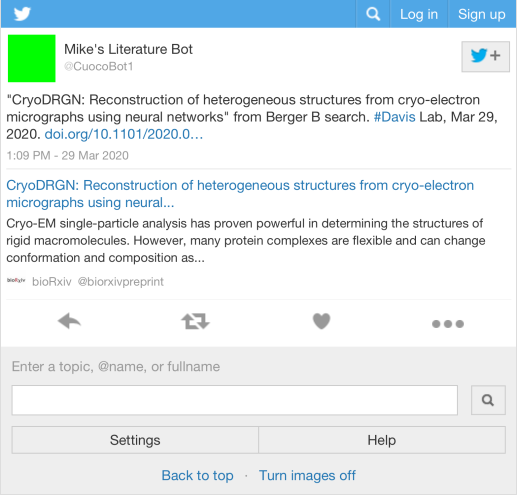 Log in
Sign up
Mike's Literature Bot
@CuocoBot1
+
"CryoDRGN: Reconstruction of heterogeneous structures from cryo-electron
micrographs using neural networks" from Berger B search. #Davis Lab, Mar 29,
2020. doi.org/10.1101/2020.0…
1:09 PM - 29 Mar 2020
CryoDRGN: Reconstruction of heterogeneous structures from cryo-electron
micrographs using neural...
Cryo-EM single-particle analysis has proven powerful in determining the structures of
rigid macromolecules. However, many protein complexes are flexible and can change
conformation and composition as...
bioRxiv bioRxiv @biorxivpreprint
Enter a topic, @name, or fullname
Settings
Help
Back to top · Turn images off